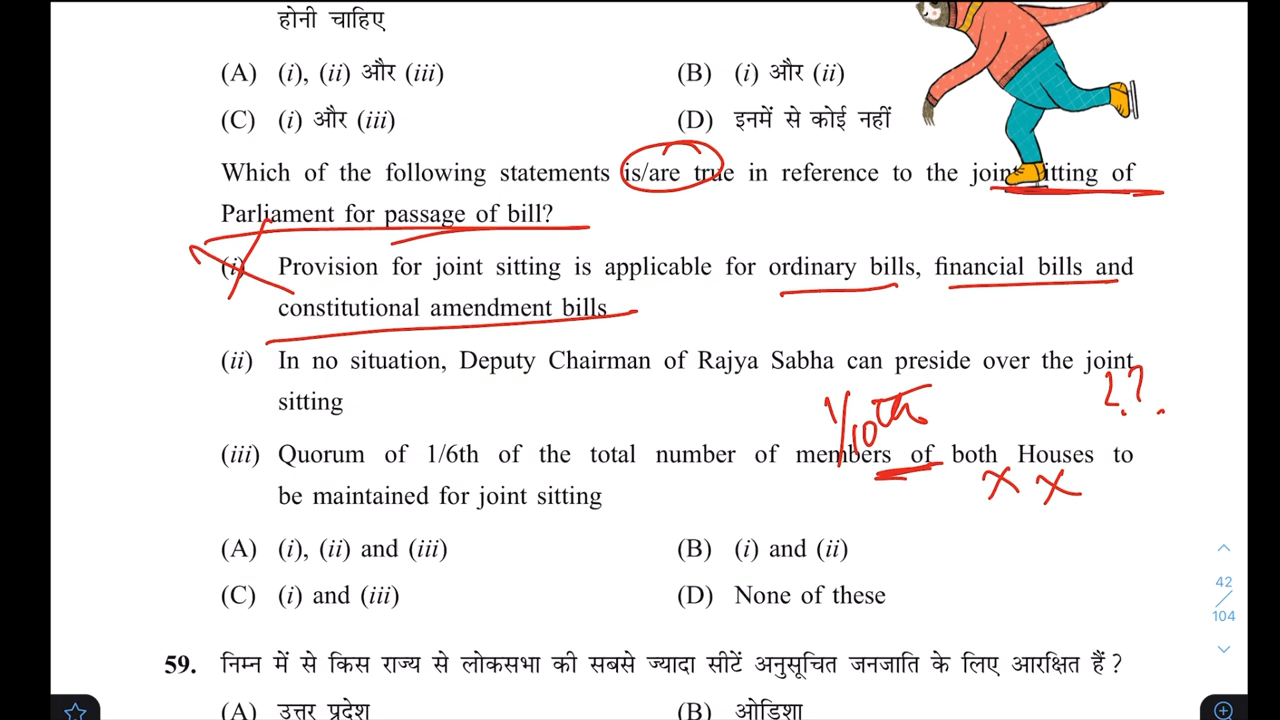 होनी चाहिए
(A) (i), (ii) और (iii) (B) (i) और (ii)
(C) (i) और (iii) (D) इनमें से कोई नहीं
Which of the following statements is/are true in reference to the joint sitting of
Parliament for passage of bill?
(i) Provision for joint sitting is applicable for ordinary bills, financial bills and
constitutional amendment bills
(ii) In no situation, Deputy Chairman of Rajya Sabha can preside over the joint
sitting
??
1/10th
(iii) Quorum of 1/6th of the total number of members of both Houses to
be maintained for joint sitting
(A) (i), (ii) and (iii) (B) (i) and (ii)
(C) (i) and (iii) (D) None of these
42
/
104
59. निम्न में से किस राज्य से लोकसभा की सबसे ज्यादा सीटें अनुसूचित जनजाति के लिए आरक्षित हैं ?
(A) उत्तर प्रदेश (B) ओडिशा